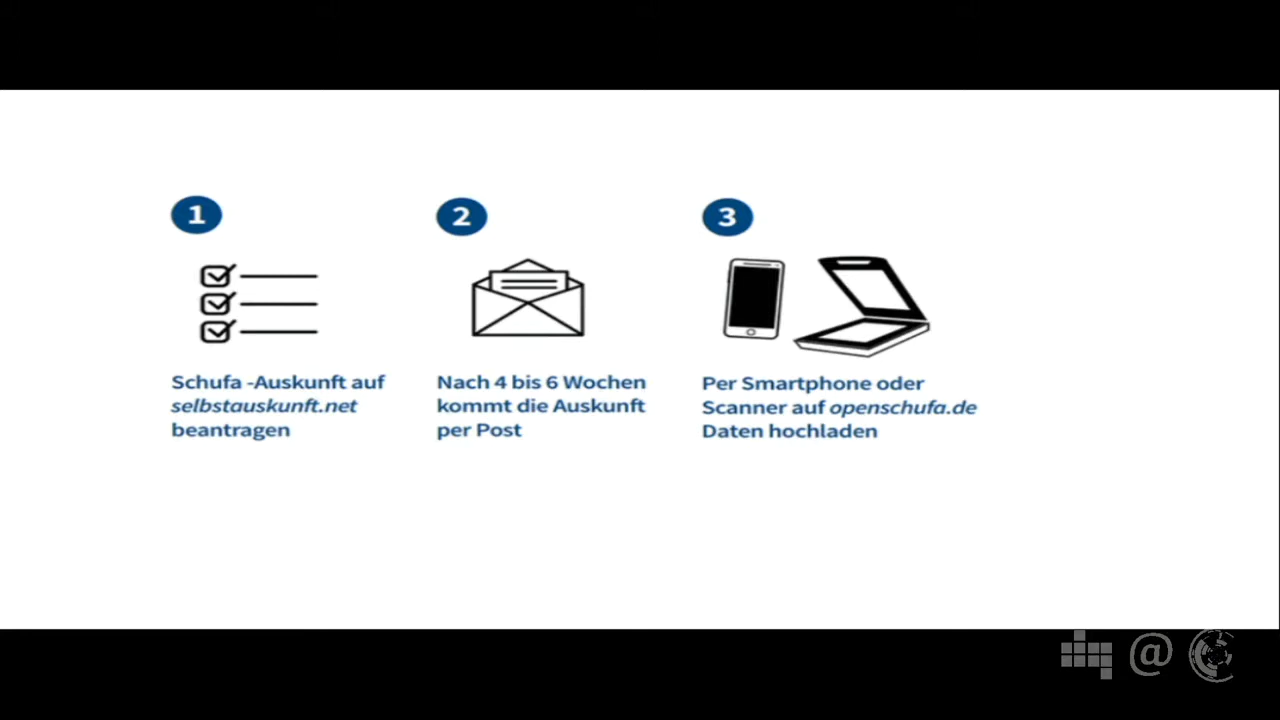 1
Schufa -Auskunft auf
selbstauskunft.net
beantragen
2
Nach 4 bis 6 Wochen
kommt die Auskunft
per Post
3
Per Smartphone oder
Scanner auf openschufa.de
Daten hochladen
@